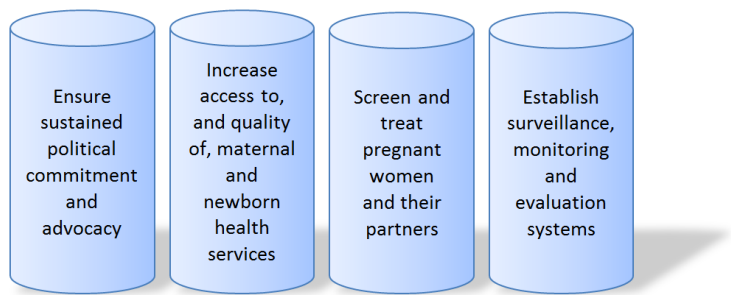 Ensure
sustained
political
commitment
and
advocacy
Increase
access to,
and quality
of, maternal
and
newborn
health
services
Screen and
treat
pregnant
women
and their
partners
Establish
surveillance,
monitoring
and
evaluation
systems